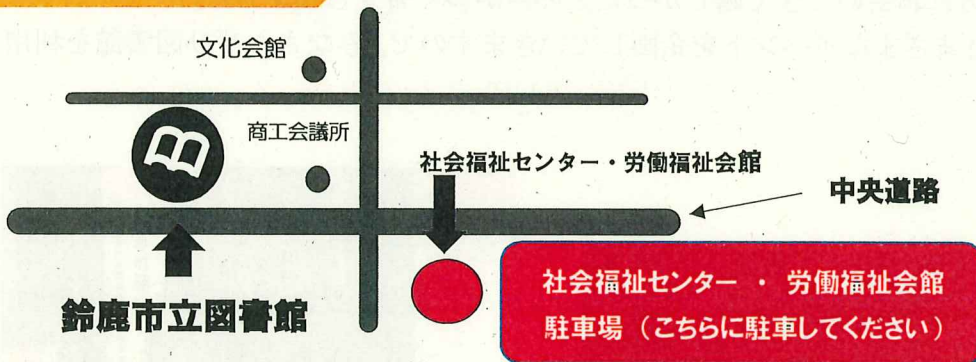 文化会館
商工会議所
社会福祉センター・労働福祉会館
中央道路
鈴鹿市立図書館
社会福祉センター ・ 労働福祉会館
駐車場（こちらに駐車してください）